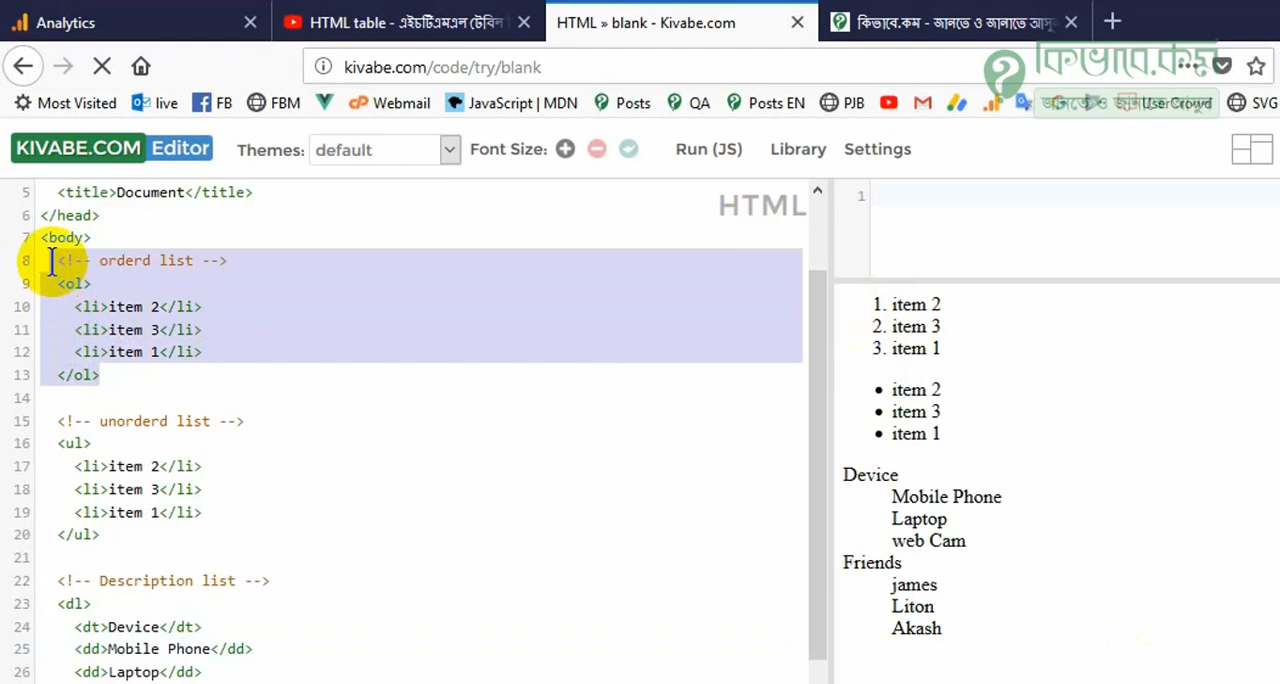 Analytics
HTML table - এইচটিএমএল টেবিল
HTML » blank - Kivabe.com
কিভাবে.কম - জানতে ও জানাতে আসুন
কিভাবে.কম
kivabe.com/code/try/blank
Most Visited
live
FB
FBM
Webmail
JavaScript | MDN
Posts
QA
Posts EN
PJB
জানতে ও জানাতে
UserCrowd
SVG
KIVABE.COM Editor
Themes: default
Font Size:
Run (JS)
Library
Settings
HTML
5 <title>Document</title>
6 </head>
7 <body>
8 <!-- orderd list -->
9 <ol>
10 <li>item 2</li>
11 <li>item 3</li>
12 <li>item 1</li>
13 </ol>
14
15 <!-- unorderd list -->
16 <ul>
17 <li>item 2</li>
18 <li>item 3</li>
19 <li>item 1</li>
20 </ul>
21
22 <!-- Description list -->
23 <dl>
24 <dt>Device</dt>
25 <dd>Mobile Phone</dd>
26 <dd>Laptop</dd>
1
1. item 2
2. item 3
3. item 1
• item 2
• item 3
• item 1
Device
Mobile Phone
Laptop
web Cam
Friends
james
Liton
Akash